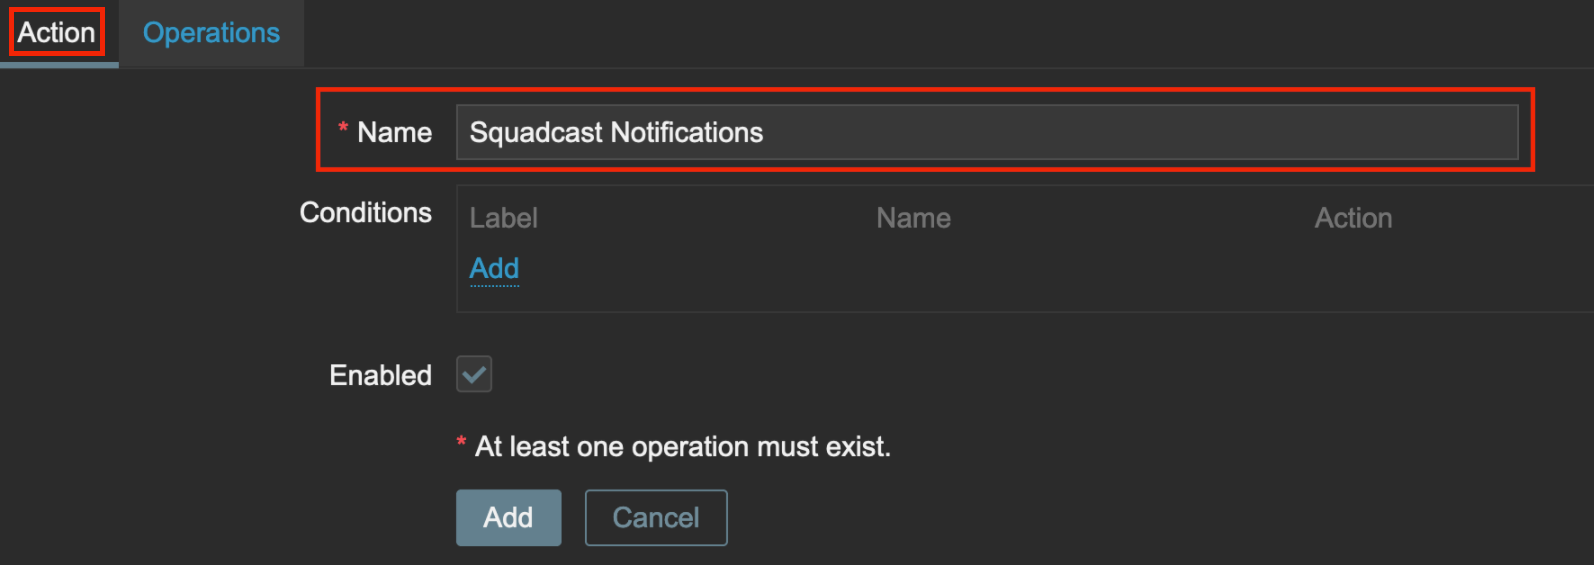 Action Operations
* Name Squadcast Notifications
Conditions Label Name Action
Add
Enabled
* At least one operation must exist.
Add Cancel